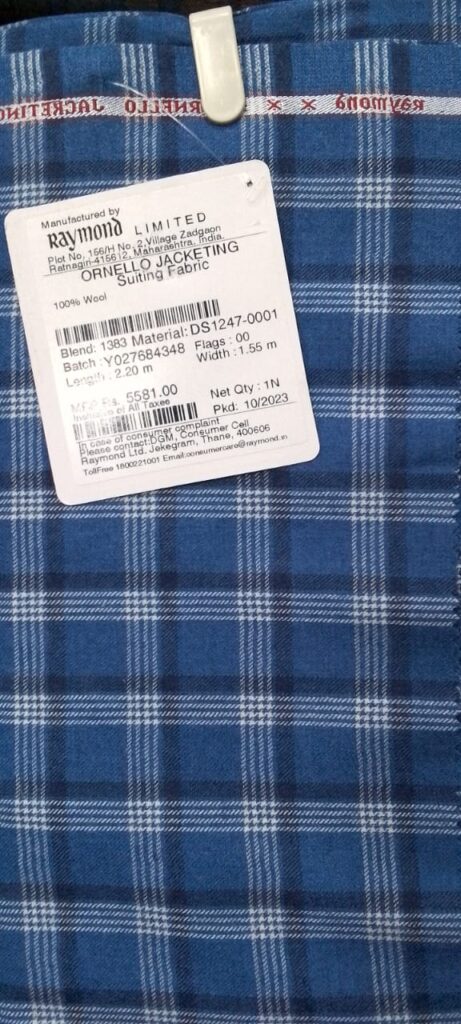 Raymond x x ORNELLO JACKETING
Manufactured by
Raymond LIMITED
Plot No. 156/H No. 2,Village Zadgaon
Ratnagiri-415612, Maharashtra, India.
ORNELLO JACKETING
Suiting Fabric
100% Wool
Blend: 1383 Material: DS1247-0001
Batch : Y027684348 Flags : 00
Length : 2.20 m Width : 1.55 m
MRP Rs. 5581.00 Net Qty : 1N
Inclusive of All Taxes Pkd: 10/2023
In case of consumer complaint
Please contact:DGM, Consumer Cell
Raymond Ltd. Jekegram, Thane, 400606
TollFree 1800221001 Email:consumercare@raymond.in